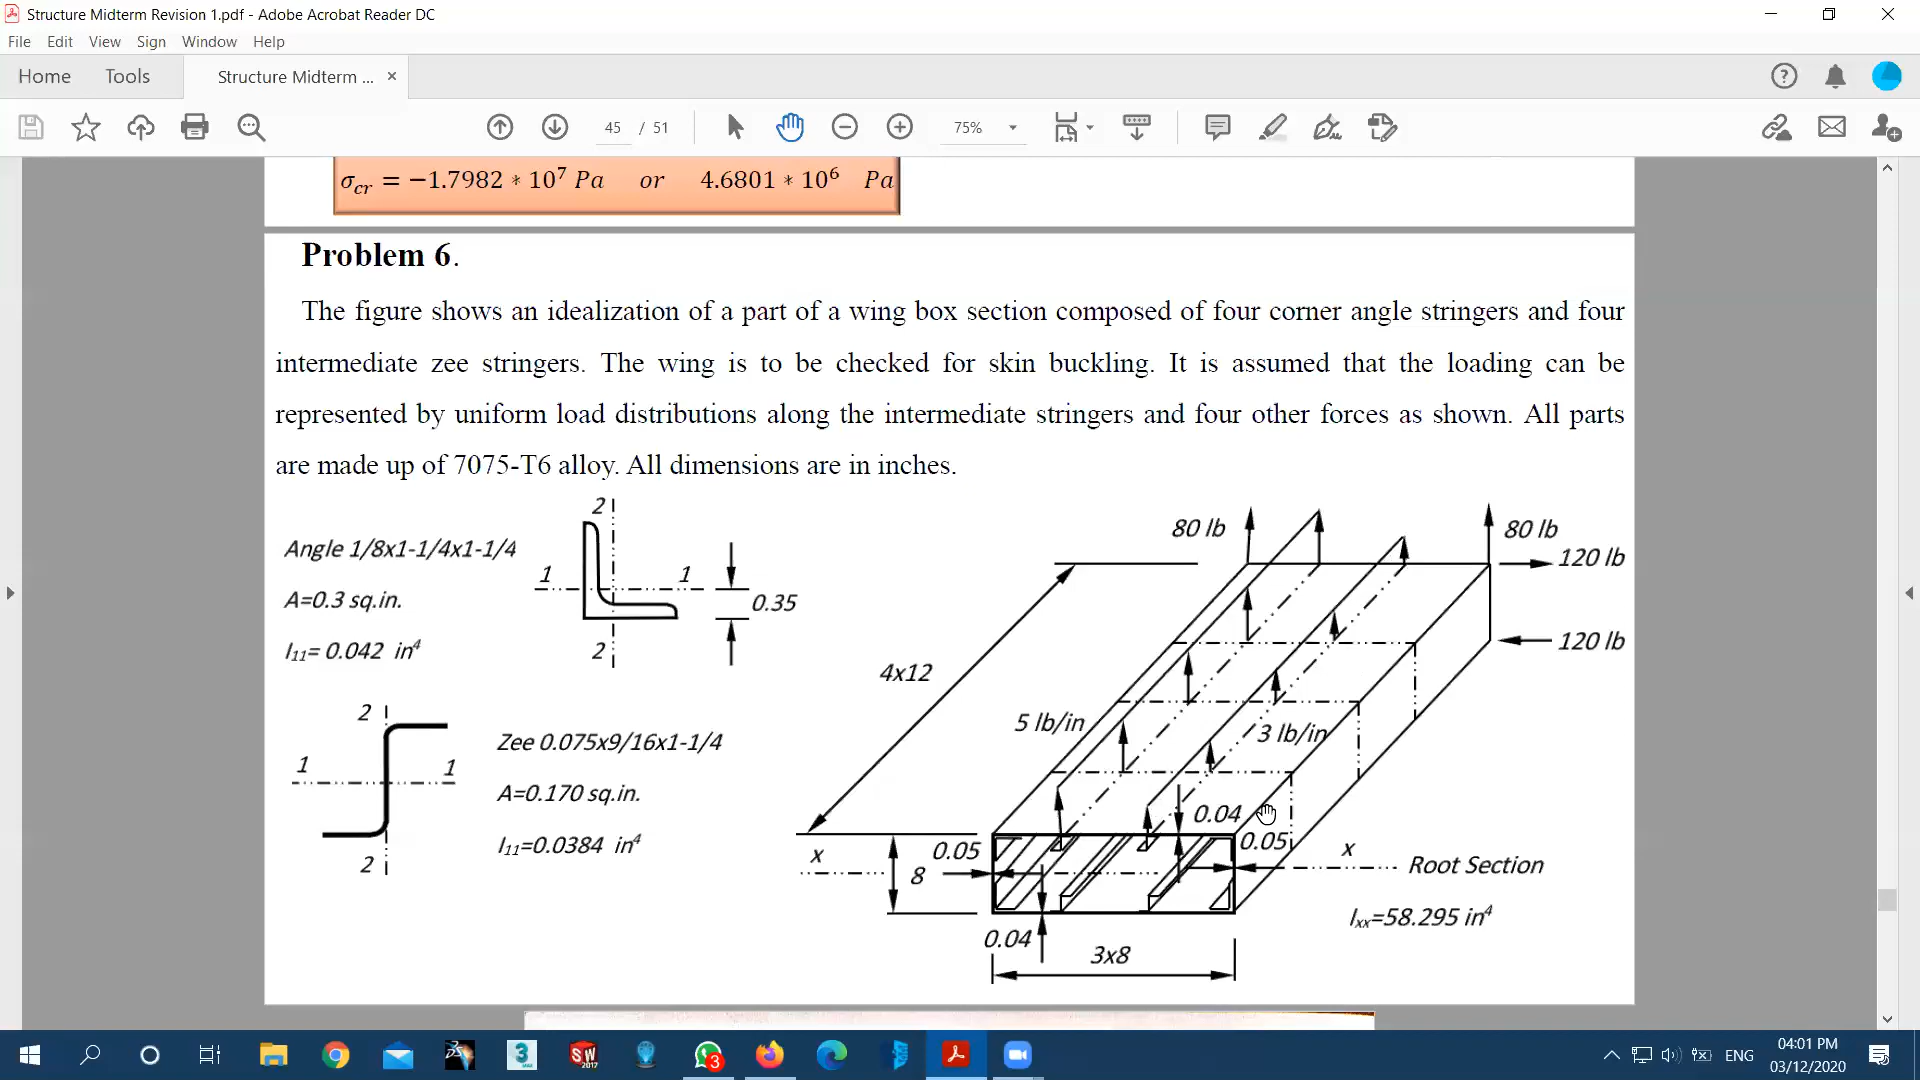 Structure Midterm Revision 1.pdf - Adobe Acrobat Reader DC
File Edit View Sign Window Help
Home Tools Structure Midterm ... ×
45 / 51 75%
σcr = −1.7982 ∗ 10⁷ Pa or 4.6801 ∗ 10⁶ Pa
Problem 6.
The figure shows an idealization of a part of a wing box section composed of four corner angle stringers and four
intermediate zee stringers. The wing is to be checked for skin buckling. It is assumed that the loading can be
represented by uniform load distributions along the intermediate stringers and four other forces as shown. All parts
are made up of 7075-T6 alloy. All dimensions are in inches.
Angle 1/8x1-1/4x1-1/4
A=0.3 sq.in.
I₁₁= 0.042 in⁴
2
1 1
2
0.35
Zee 0.075x9/16x1-1/4
A=0.170 sq.in.
I₁₁=0.0384 in⁴
2
1 1
2
80 lb
80 lb
120 lb
120 lb
4x12
5 lb/in
3 lb/in
0.04
0.05
0.05
x
8
x
Root Section
Ixx=58.295 in⁴
0.04
3x8
3
SW
2017
3
ENG
04:01 PM
03/12/2020